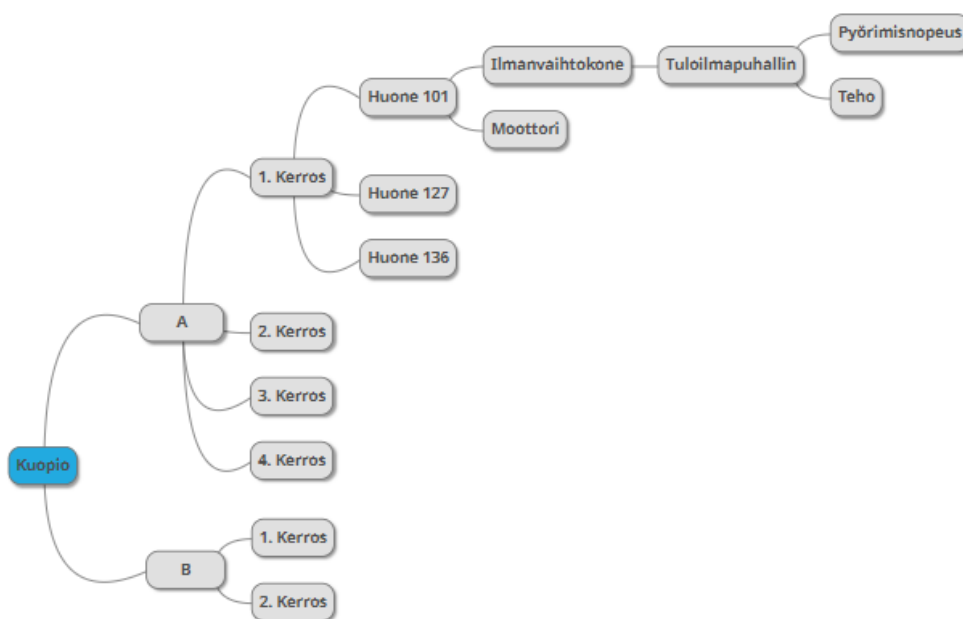 Kuopio
A
1. Kerros
Huone 101
Ilmanvaihtokone
Tuloilmapuhallin
Pyörimisnopeus
Teho
Moottori
Huone 127
Huone 136
2. Kerros
3. Kerros
4. Kerros
B
1. Kerros
2. Kerros